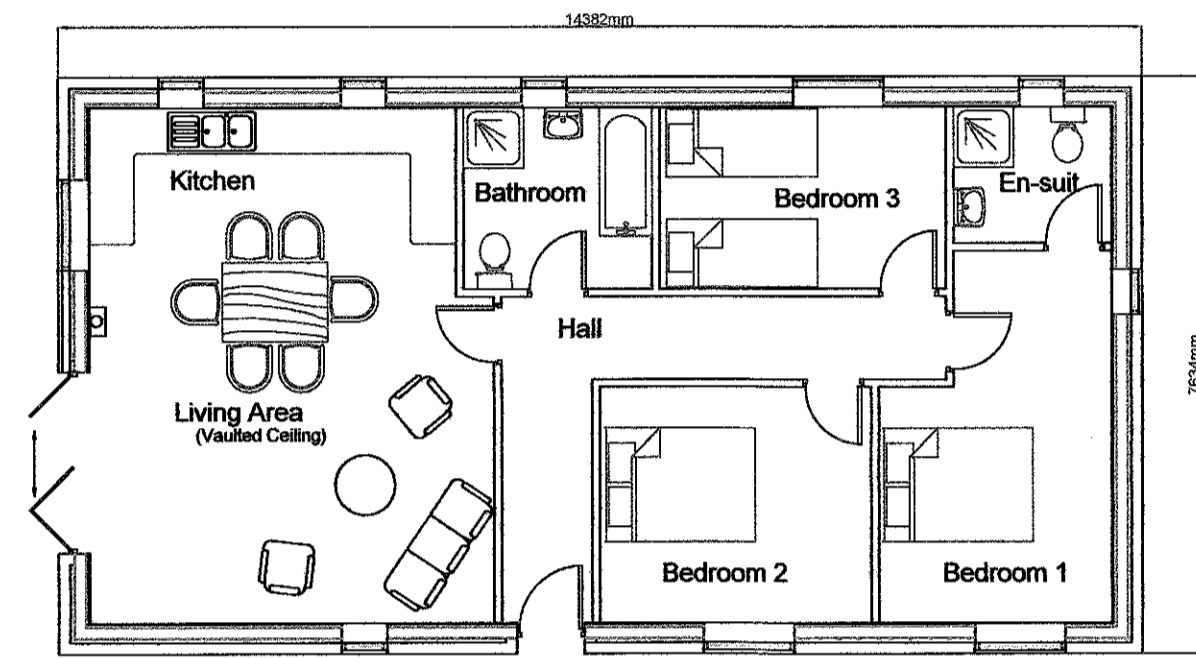 14382mm
Kitchen
Bathroom
Bedroom 3
En-suit
Hall
7634mm
Living Area
(Vaulted Ceiling)
Bedroom 2
Bedroom 1